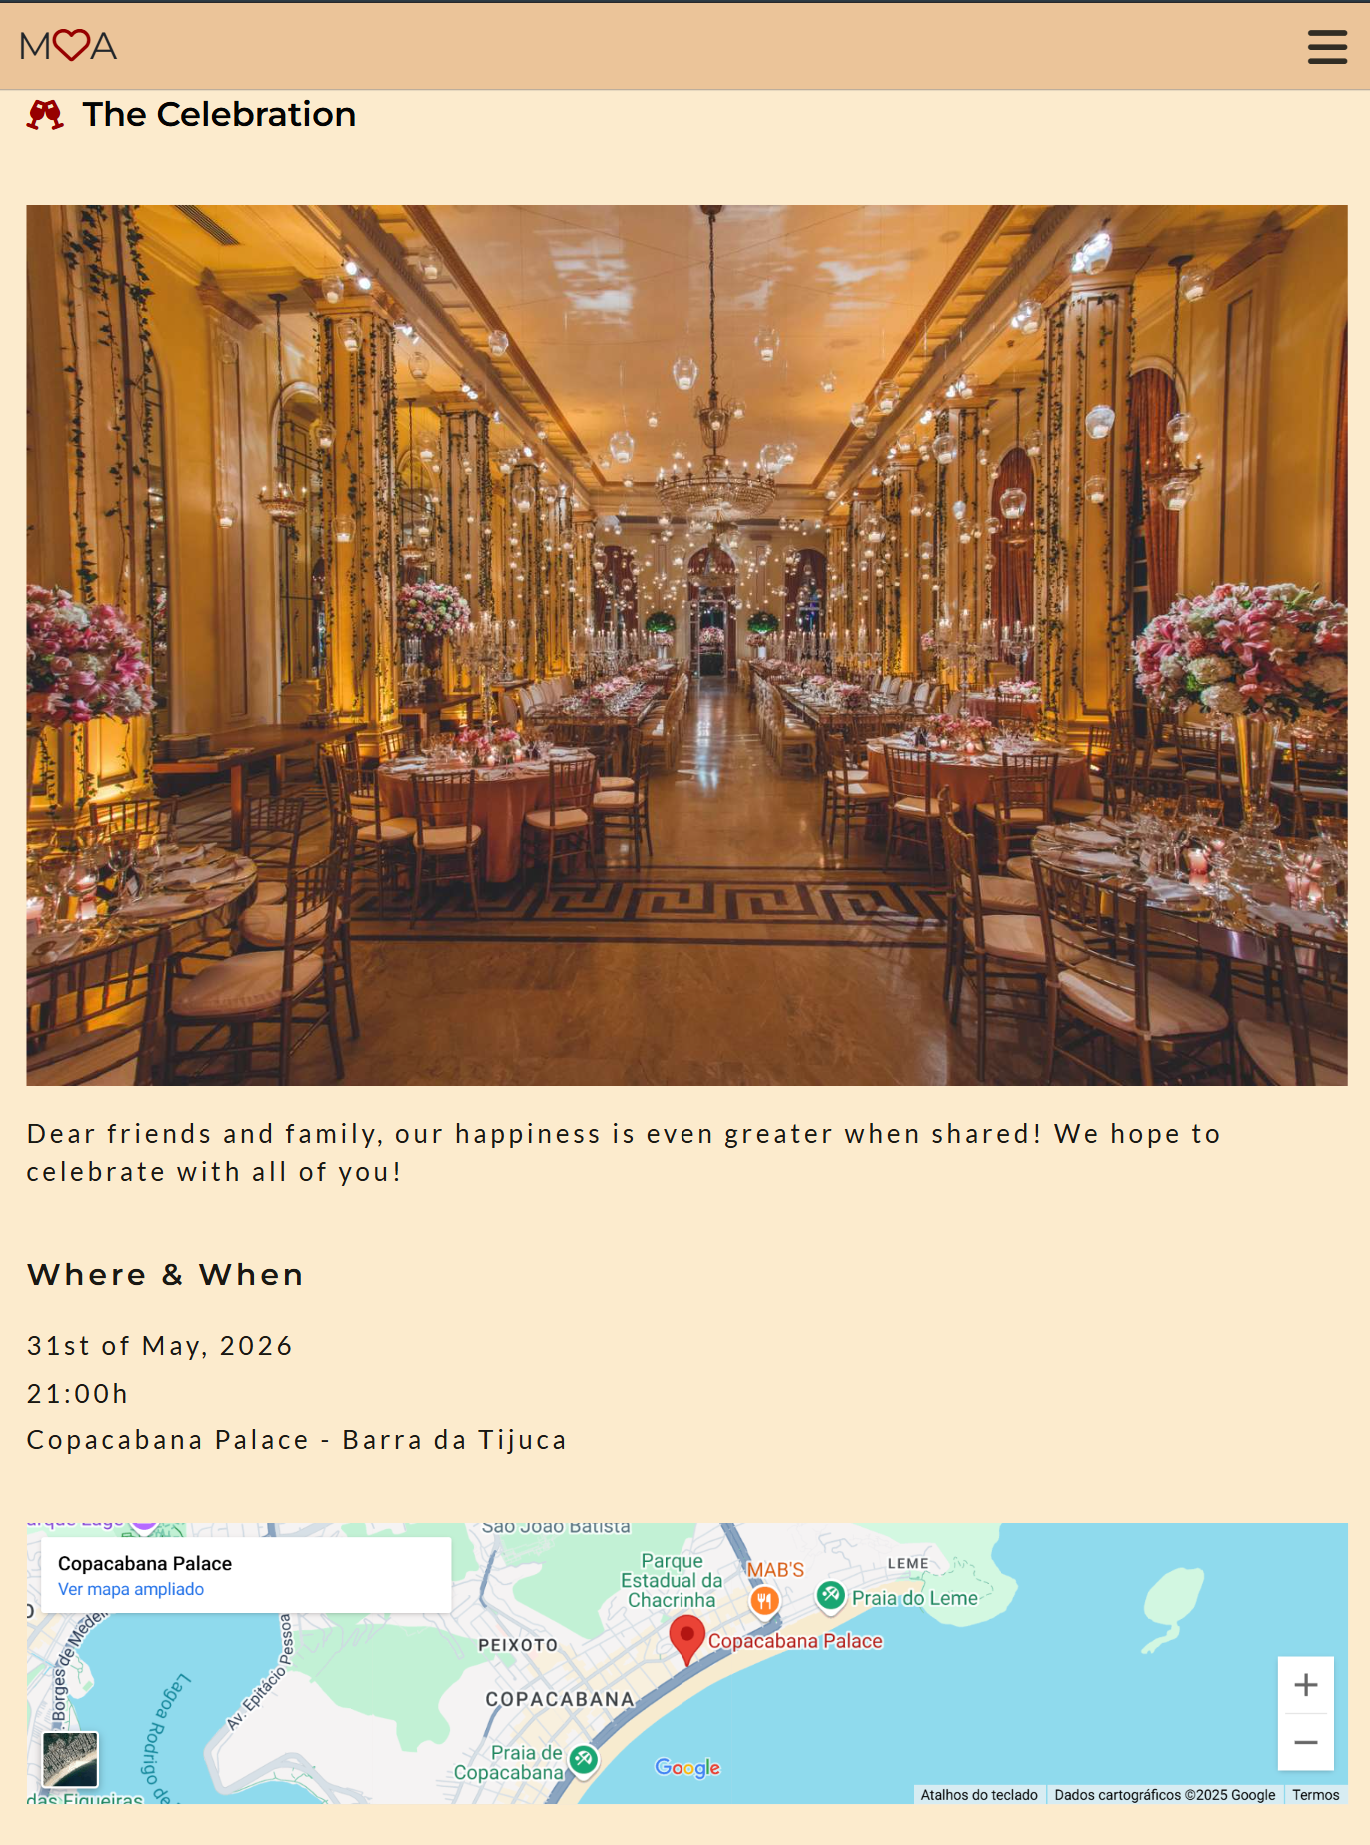 M A
The Celebration
Dear friends and family, our happiness is even greater when shared! We hope to
celebrate with all of you!
Where & When
31st of May, 2026
21:00h
Copacabana Palace - Barra da Tijuca
São João Batista
Copacabana Palace
Ver mapa ampliado
Parque
Estadual da
Chacrinha
MAB'S
LEME
Praia do Leme
PEIXOTO
Copacabana Palace
Av. Epitácio Pessoa
Borges de
Lagoa Rodrigo de
COPACABANA
Praia de
Copacabana
Google
das Figueiras
Atalhos do teclado
Dados cartográficos ©2025 Google
Termos